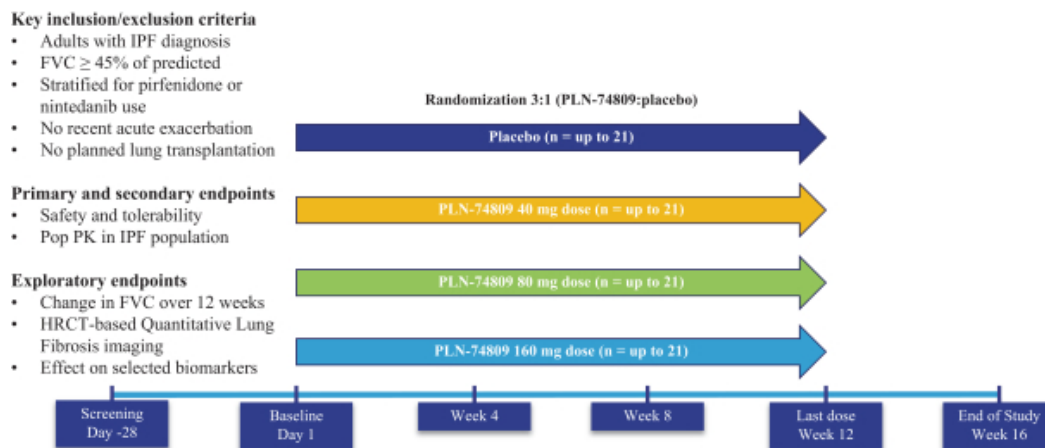 Key inclusion/exclusion criteria
• Adults with IPF diagnosis
• FVC ≥ 45% of predicted
• Stratified for pirfenidone or
nintedanib use
• No recent acute exacerbation
• No planned lung transplantation
Primary and secondary endpoints
• Safety and tolerability
• Pop PK in IPF population
Exploratory endpoints
• Change in FVC over 12 weeks
• HRCT-based Quantitative Lung
Fibrosis imaging
• Effect on selected biomarkers
Randomization 3:1 (PLN-74809:placebo)
Placebo (n = up to 21)
PLN-74809 40 mg dose (n = up to 21)
PLN-74809 80 mg dose (n = up to 21)
PLN-74809 160 mg dose (n = up to 21)
Screening
Day -28
Baseline
Day 1
Week 4
Week 8
Last dose
Week 12
End of Study
Week 16